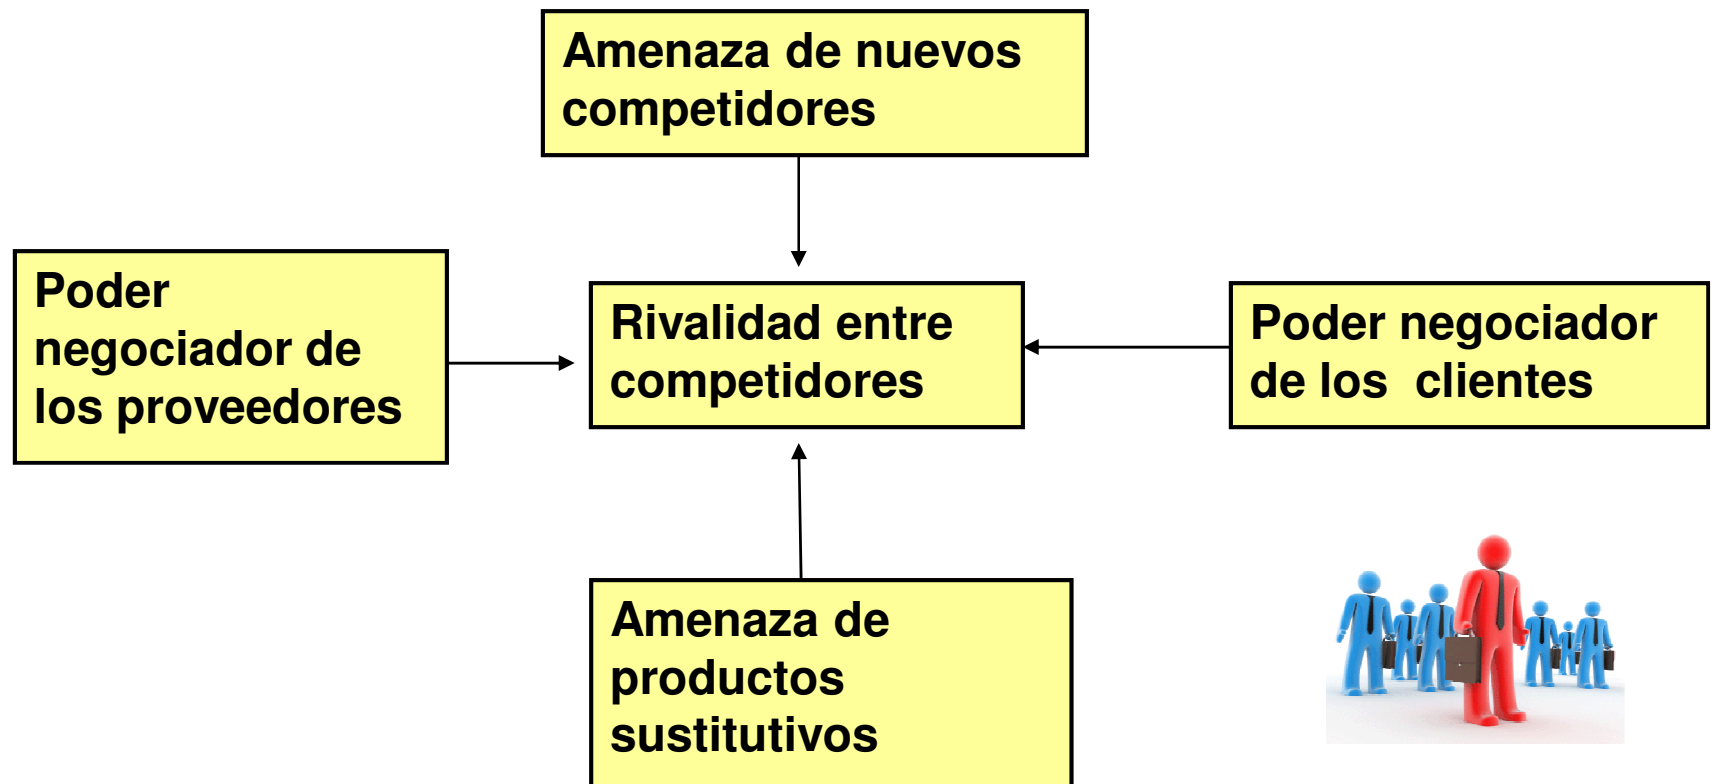 Amenaza de nuevos
competidores
Poder
negociador de
los proveedores
Rivalidad entre
competidores
Poder negociador
de los  clientes
Amenaza de
productos
sustitutivos